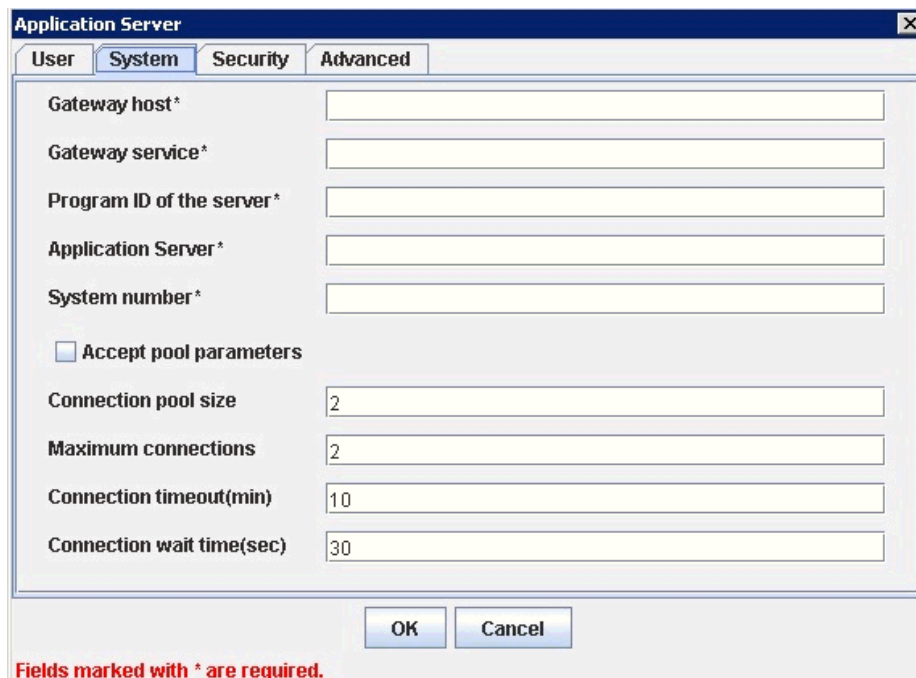 Application Server
User System Security Advanced
Gateway host*
Gateway service*
Program ID of the server*
Application Server*
System number*
Accept pool parameters
Connection pool size 2
Maximum connections 2
Connection timeout(min) 10
Connection wait time(sec) 30
OK Cancel
Fields marked with * are required.